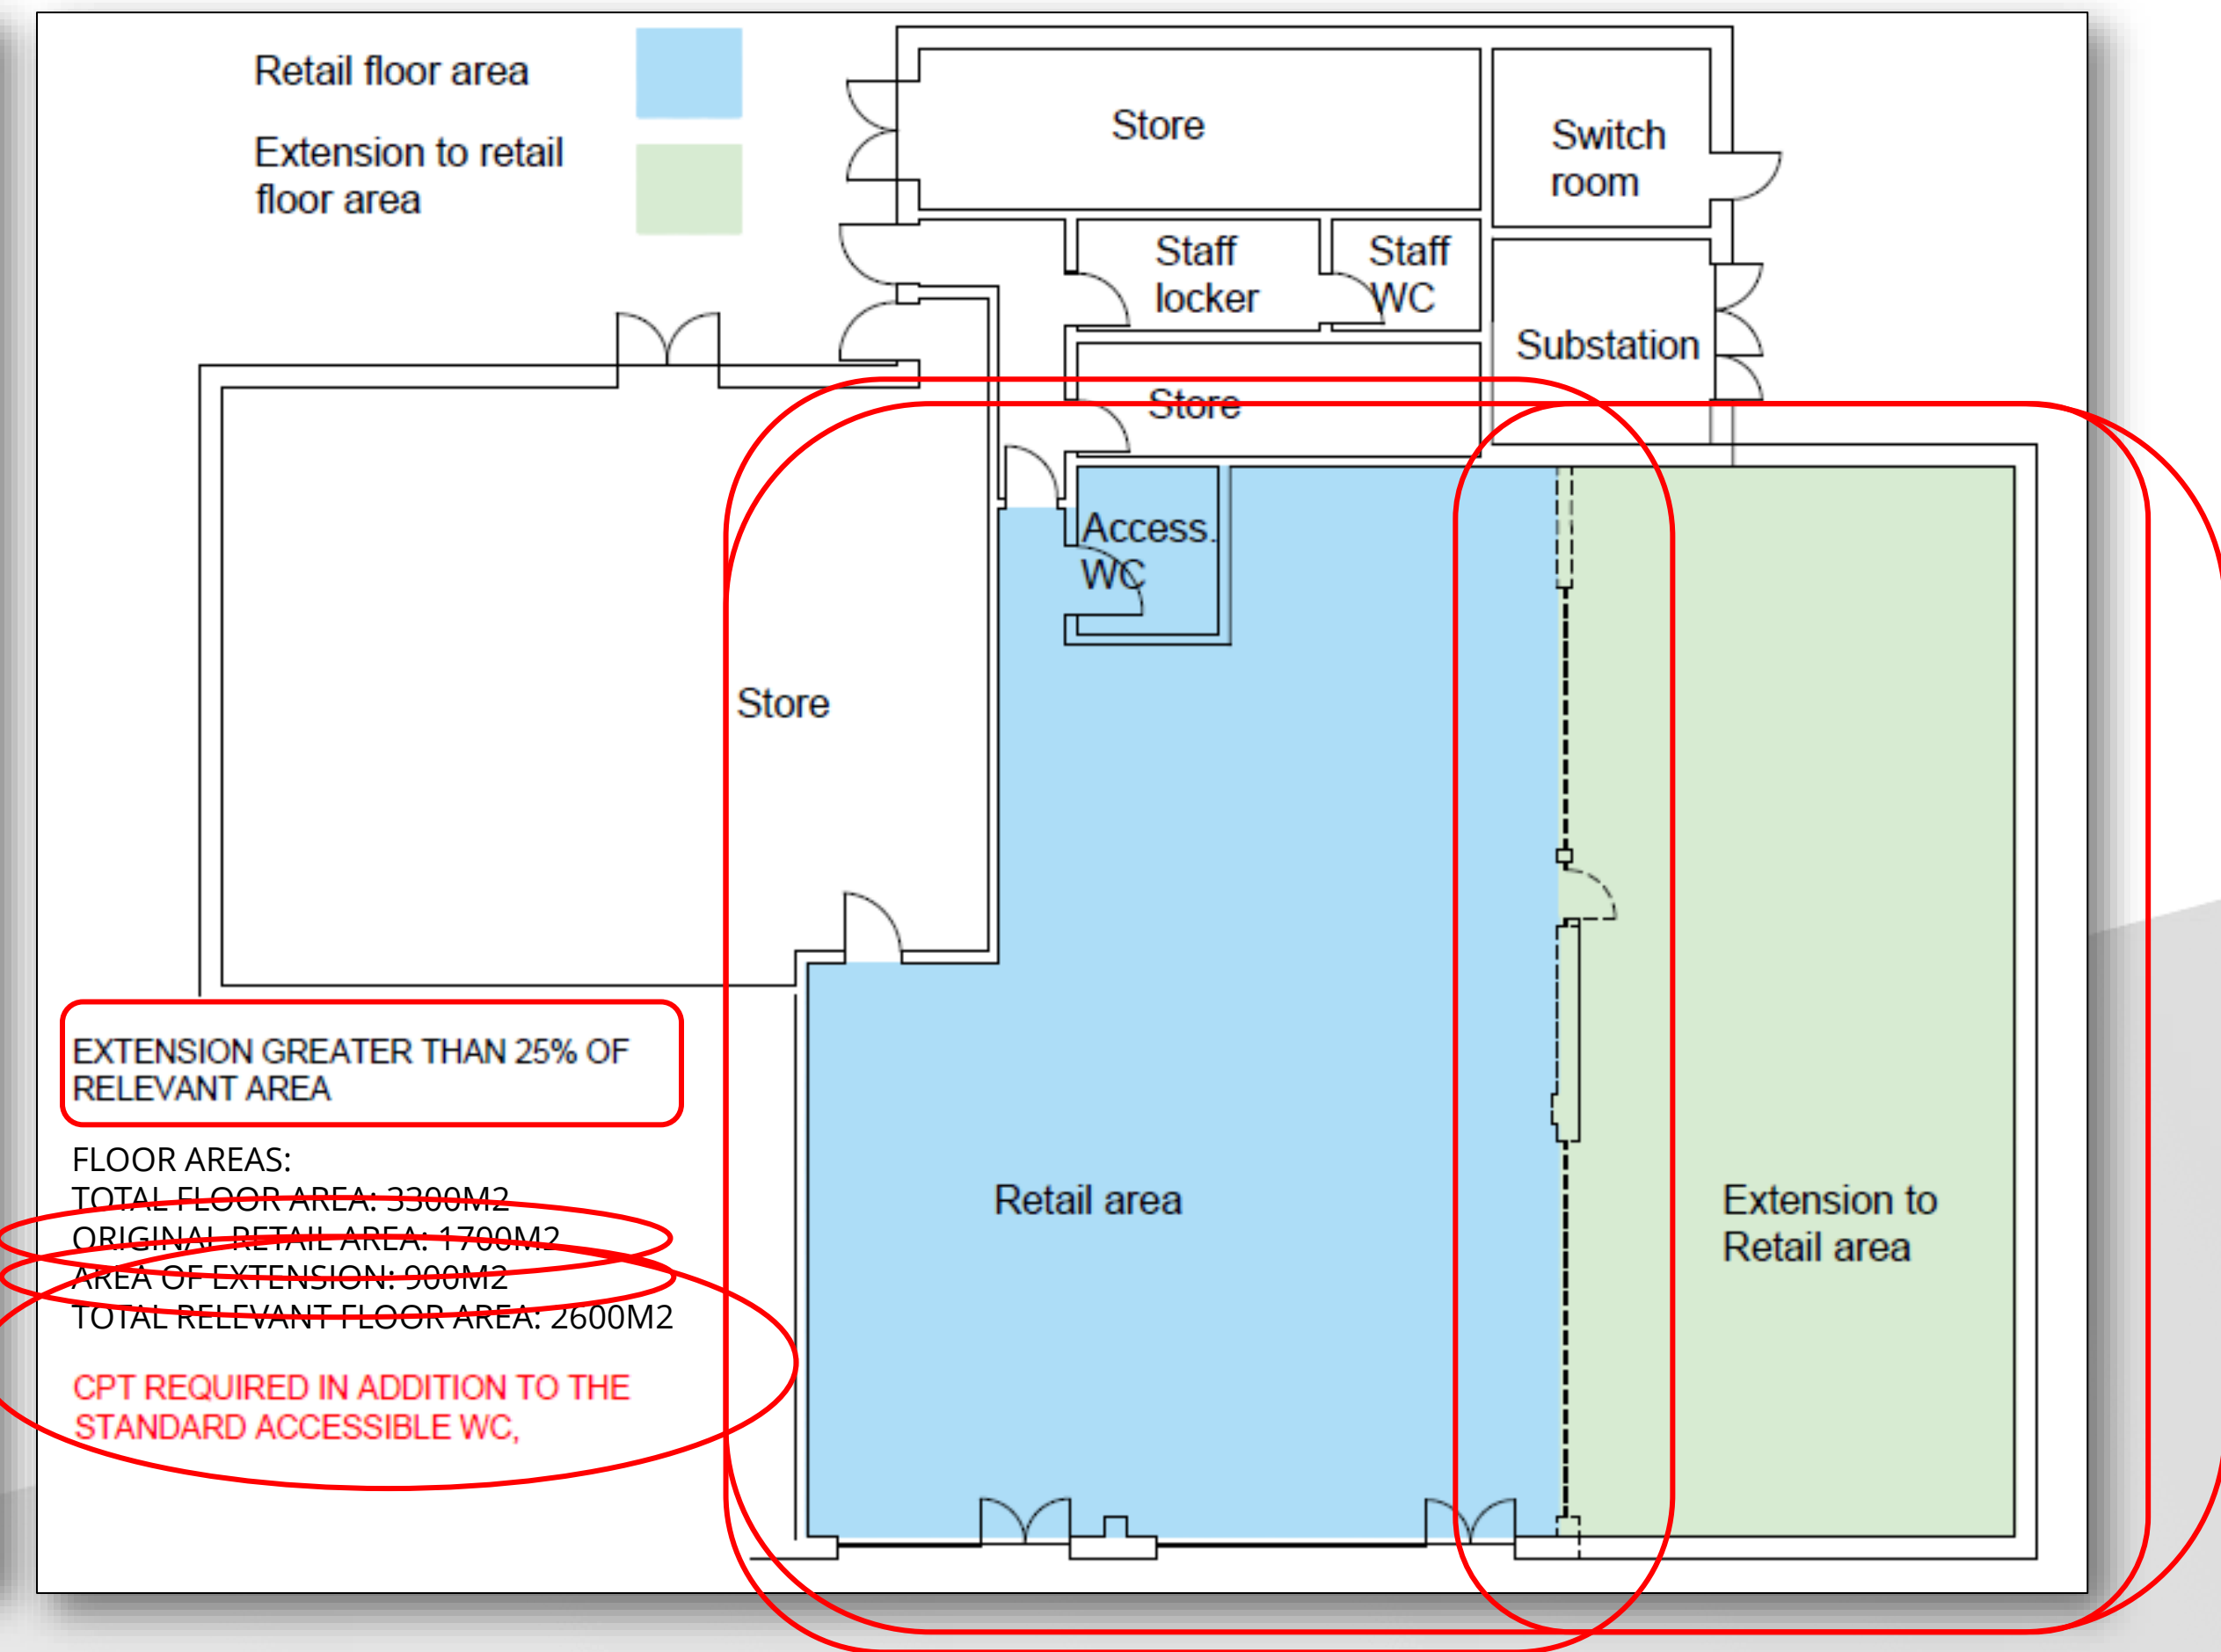 Retail floor area
Extension to retail
floor area
Store
Switch
room
Staff
locker
Staff
WC
Substation
Store
Access.
WC
Store
EXTENSION GREATER THAN 25% OF
RELEVANT AREA
FLOOR AREAS:
TOTAL FLOOR AREA: 3300M2
ORIGINAL RETAIL AREA: 1700M2
AREA OF EXTENSION: 900M2
TOTAL RELEVANT FLOOR AREA: 2600M2
CPT REQUIRED IN ADDITION TO THE
STANDARD ACCESSIBLE WC,
Retail area
Extension to
Retail area